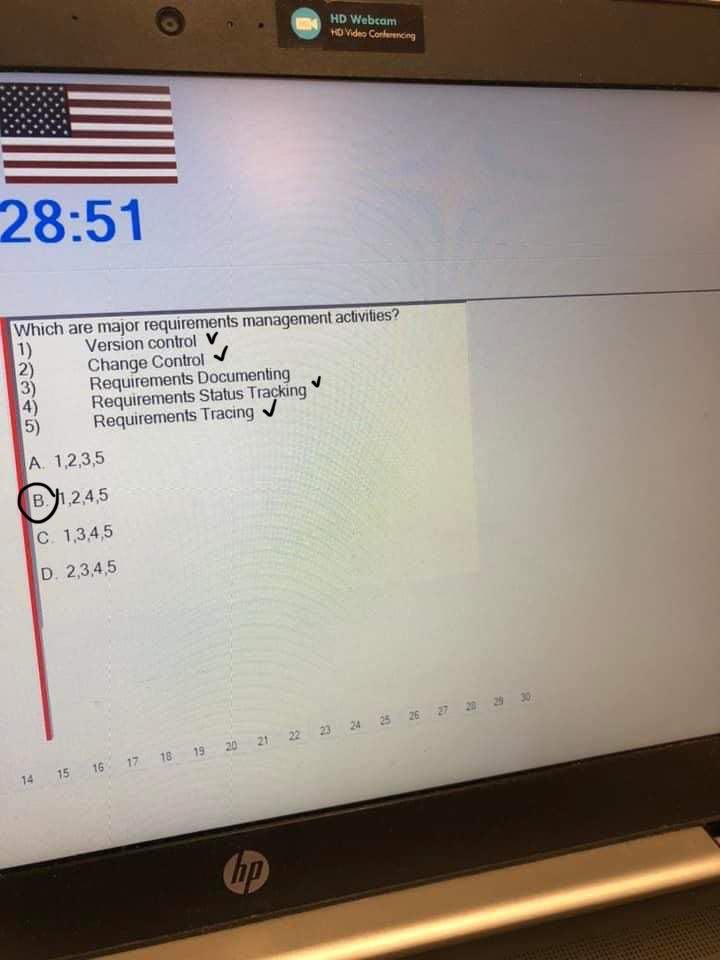 HD Webcam
HD Video Conferencing
28:51
Which are major requirements management activities?
1) Version control
2) Change Control
3) Requirements Documenting
4) Requirements Status Tracking
5) Requirements Tracing
A. 1,2,3,5
B. 1,2,4,5
C. 1,3,4,5
D. 2,3,4,5
14 15 16 17 18 19 20 21 22 23 24 25 26 27 28 29 30
hp